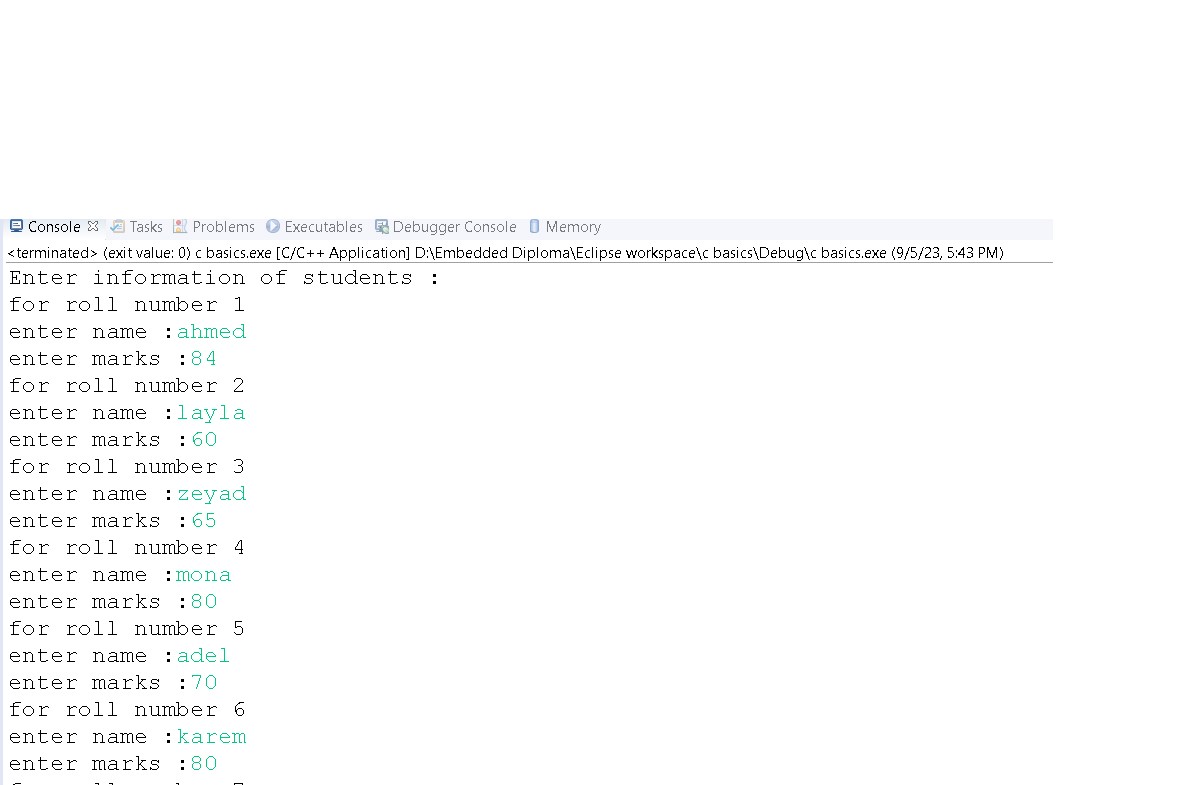 Console Tasks Problems Executables Debugger Console Memory
<terminated> (exit value: 0) c basics.exe [C/C++ Application] D:\Embedded Diploma\Eclipse workspace\c basics\Debug\c basics.exe (9/5/23, 5:43 PM)
Enter information of students :
for roll number 1
enter name :ahmed
enter marks :84
for roll number 2
enter name :layla
enter marks :60
for roll number 3
enter name :zeyad
enter marks :65
for roll number 4
enter name :mona
enter marks :80
for roll number 5
enter name :adel
enter marks :70
for roll number 6
enter name :karem
enter marks :80